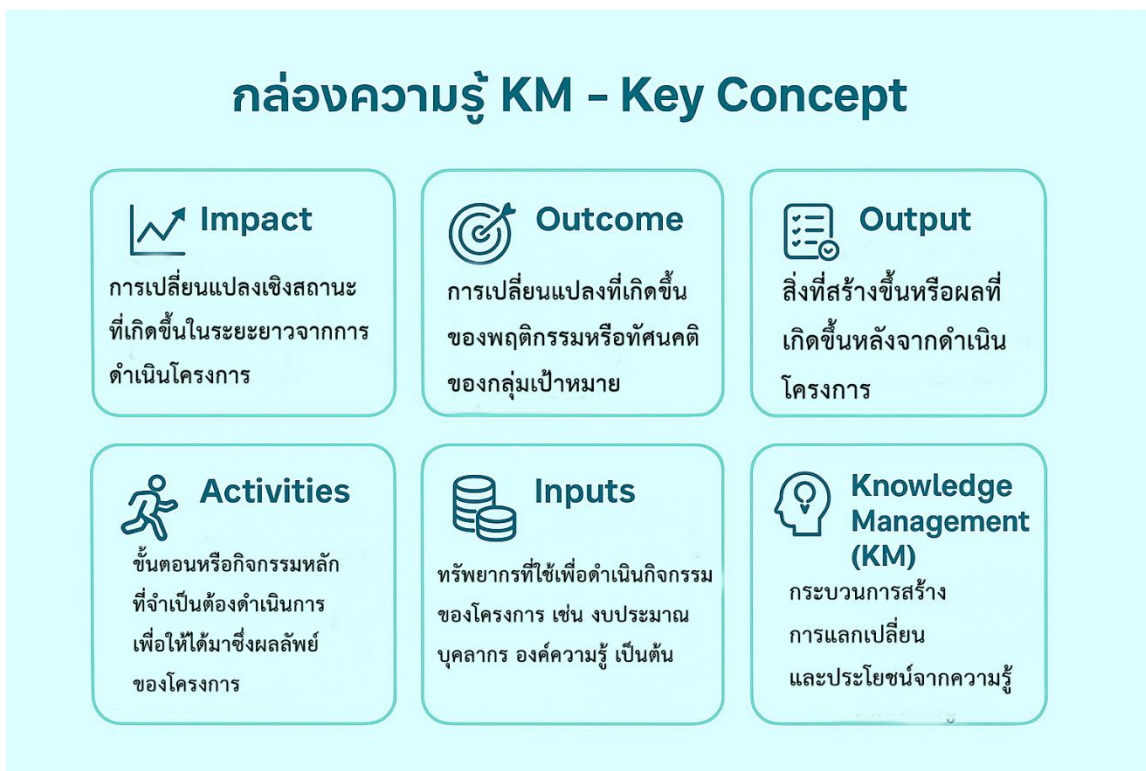 กล่องความรู้ KM – Key Concept
Impact
การเปลี่ยนแปลงเชิงสถานะ
ที่เกิดขึ้นในระยะยาวจากการ
ดำเนินโครงการ
Outcome
การเปลี่ยนแปลงที่เกิดขึ้น
ของพฤติกรรมหรือทัศนคติ
ของกลุ่มเป้าหมาย
Output
สิ่งที่สร้างขึ้นหรือผลที่
เกิดขึ้นหลังจากดำเนิน
โครงการ
Activities
ขั้นตอนหรือกิจกรรมหลัก
ที่จำเป็นต้องดำเนินการ
เพื่อให้ได้มาซึ่งผลลัพย์
ของโครงการ
Inputs
ทรัพยากรที่ใช้เพื่อดำเนินกิจกรรม
ของโครงการ เช่น งบประมาณ
บุคลากร องค์ความรู้ เป็นต้น
Knowledge
Management
(KM)
กระบวนการสร้าง
การแลกเปลี่ยน
และประโยชน์จากความรู้